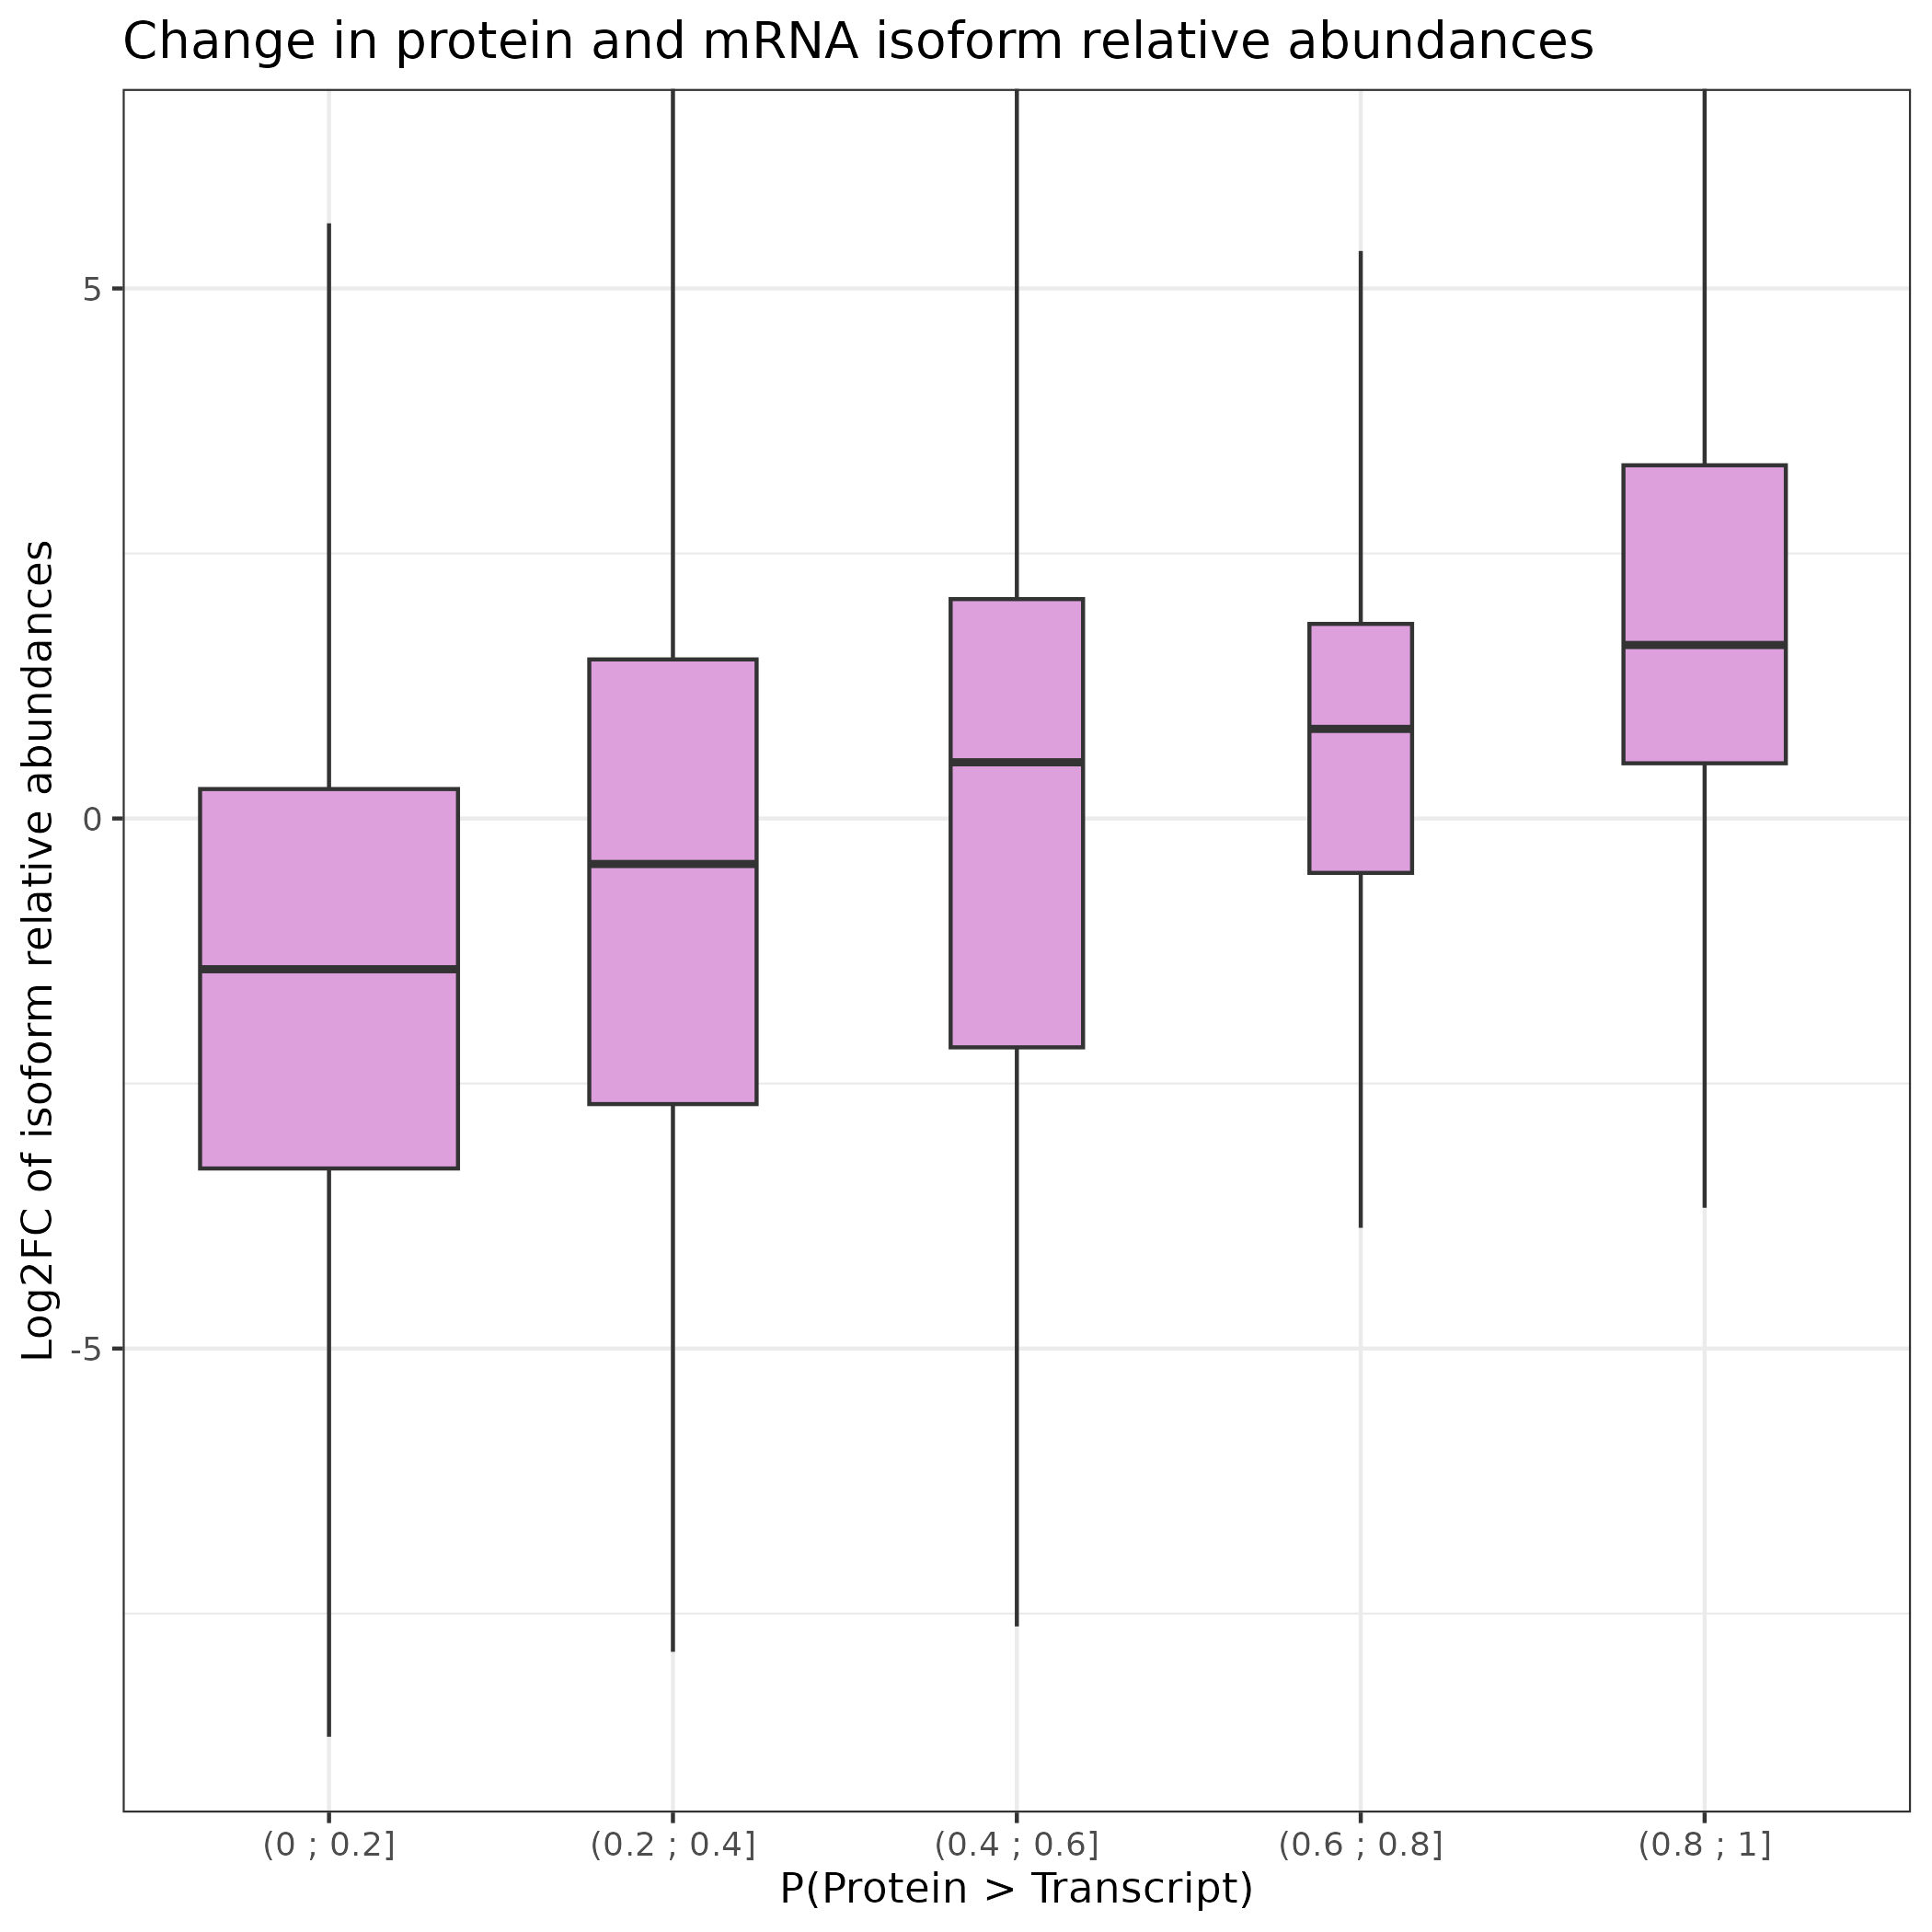 Change in protein and mRNA isoform relative abundances
Log2FC of isoform relative abundances
5
0
-5
(0 ; 0.2]
(0.2 ; 0.4]
(0.4 ; 0.6]
(0.6 ; 0.8]
(0.8 ; 1]
P(Protein > Transcript)